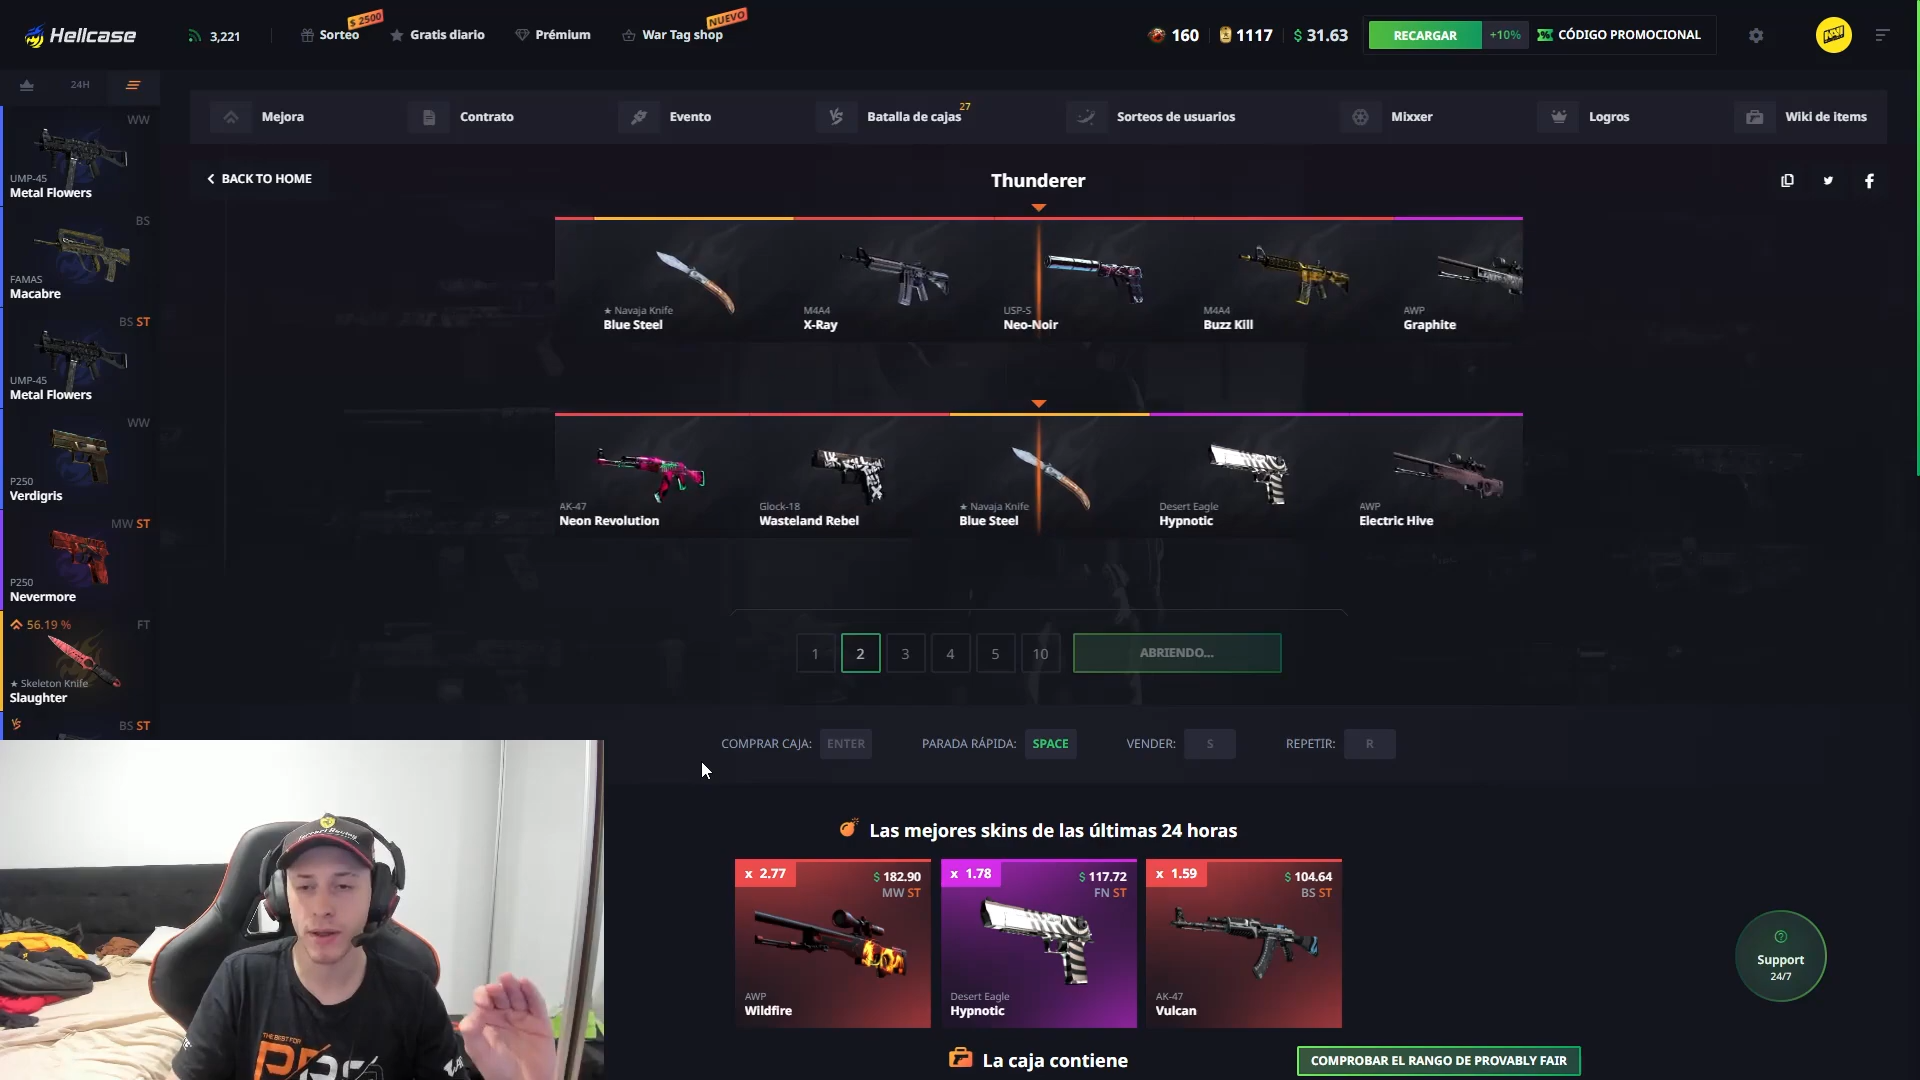 Hellcase
3,221
$ 2500
Sorteo
Gratis diario
Prémium
NUEVO
War Tag shop
160
1117
$ 31.63
RECARGAR
+10%
CÓDIGO PROMOCIONAL
24H
Mejora
Contrato
Evento
Batalla de cajas
27
Sorteos de usuarios
Mixxer
Logros
Wiki de items
BACK TO HOME
Thunderer
WW
UMP-45
Metal Flowers
BS
FAMAS
Macabre
BS ST
UMP-45
Metal Flowers
WW
P250
Verdigris
MW ST
P250
Nevermore
56.19 %
FT
★ Skeleton Knife
Slaughter
BS ST
★ Navaja Knife
Blue Steel
M4A4
X-Ray
USP-S
Neo-Noir
M4A4
Buzz Kill
AWP
Graphite
AK-47
Neon Revolution
Glock-18
Wasteland Rebel
★ Navaja Knife
Blue Steel
Desert Eagle
Hypnotic
AWP
Electric Hive
1
2
3
4
5
10
ABRIENDO...
COMPRAR CAJA:
ENTER
PARADA RÁPIDA:
SPACE
VENDER:
S
REPETIR:
R
Las mejores skins de las últimas 24 horas
x 2.77
$ 182.90
MW ST
AWP
Wildfire
x 1.78
$ 117.72
FN ST
Desert Eagle
Hypnotic
x 1.59
$ 104.64
BS ST
AK-47
Vulcan
Support
24/7
La caja contiene
COMPROBAR EL RANGO DE PROVABLY FAIR
THE BEST FOR